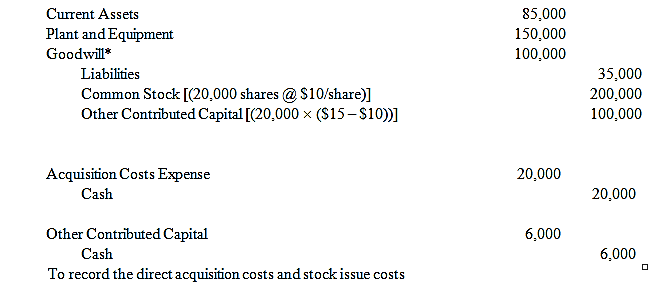 Current Assets 85,000
Plant and Equipment 150,000
Goodwill* 100,000
Liabilities 35,000
Common Stock [(20,000 shares @ $10/share)] 200,000
Other Contributed Capital [(20,000 × ($15 – $10))] 100,000
Acquisition Costs Expense 20,000
Cash 20,000
Other Contributed Capital 6,000
Cash 6,000
To record the direct acquisition costs and stock issue costs